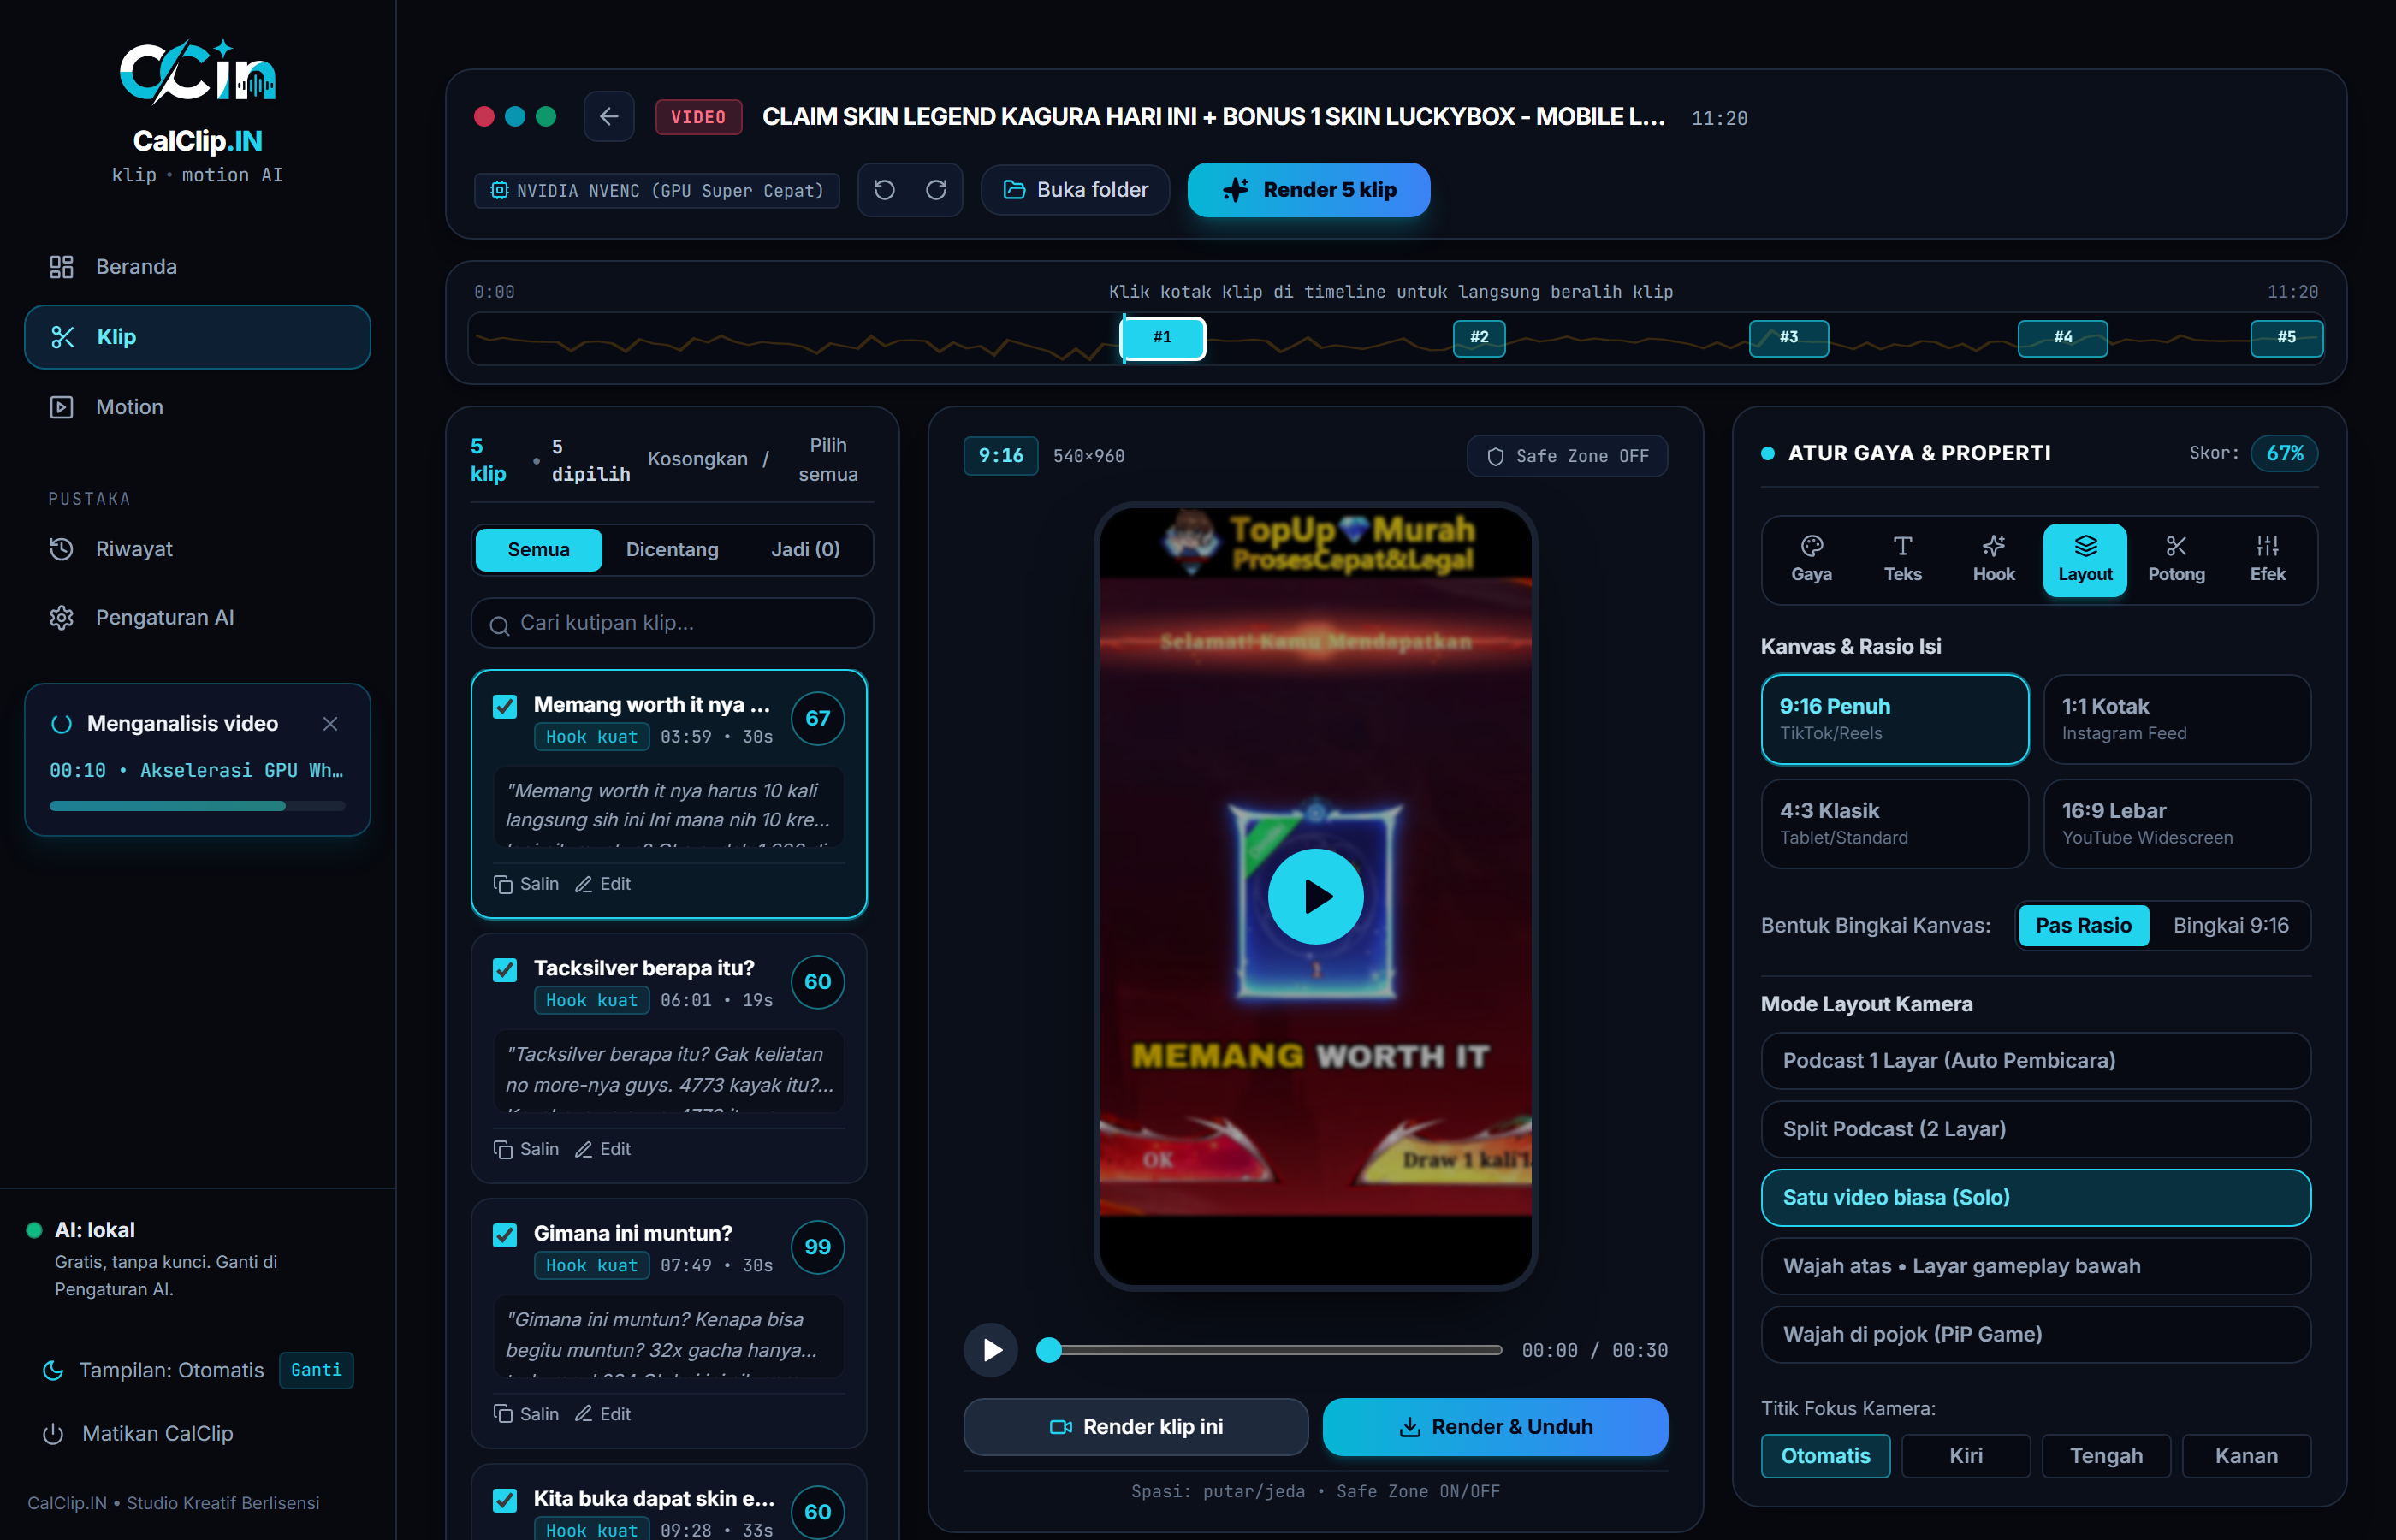 CCin
CalClip.IN
klip • motion AI
Beranda
Klip
Motion
PUSTAKA
Riwayat
Pengaturan AI
Menganalisis video
00:10 • Akselerasi GPU Wh…
AI: lokal
Gratis, tanpa kunci. Ganti di
Pengaturan AI.
Tampilan: Otomatis
Ganti
Matikan CalClip
CalClip.IN • Studio Kreatif Berlisensi
VIDEO
CLAIM SKIN LEGEND KAGURA HARI INI + BONUS 1 SKIN LUCKYBOX - MOBILE L…
11:20
NVIDIA NVENC (GPU Super Cepat)
Buka folder
Render 5 klip
0:00
Klik kotak klip di timeline untuk langsung beralih klip
11:20
#1
#2
#3
#4
#5
5 klip
• 5 dipilih
Kosongkan /
Pilih semua
Semua
Dicentang
Jadi (0)
Cari kutipan klip...
Memang worth it nya …
67
Hook kuat
03:59 • 30s
"Memang worth it nya harus 10 kali
langsung sih ini Ini mana nih 10 kre...
Salin
Edit
Tacksilver berapa itu?
60
Hook kuat
06:01 • 19s
"Tacksilver berapa itu? Gak keliatan
no more-nya guys. 4773 kayak itu?...
Salin
Edit
Gimana ini muntun?
99
Hook kuat
07:49 • 30s
"Gimana ini muntun? Kenapa bisa
begitu muntun? 32x gacha hanya...
Salin
Edit
Kita buka dapat skin e…
60
Hook kuat
09:28 • 33s
9:16
540×960
Safe Zone OFF
TopUp Murah
ProsesCepat&Legal
Selamat! Kamu Mendapatkan
1
MEMANG WORTH IT
OK
Draw 1 kali l
00:00 / 00:30
Render klip ini
Render & Unduh
Spasi: putar/jeda • Safe Zone ON/OFF
ATUR GAYA & PROPERTI
Skor:
67%
Gaya
Teks
Hook
Layout
Potong
Efek
Kanvas & Rasio Isi
9:16 Penuh
TikTok/Reels
1:1 Kotak
Instagram Feed
4:3 Klasik
Tablet/Standard
16:9 Lebar
YouTube Widescreen
Bentuk Bingkai Kanvas:
Pas Rasio
Bingkai 9:16
Mode Layout Kamera
Podcast 1 Layar (Auto Pembicara)
Split Podcast (2 Layar)
Satu video biasa (Solo)
Wajah atas • Layar gameplay bawah
Wajah di pojok (PiP Game)
Titik Fokus Kamera:
Otomatis
Kiri
Tengah
Kanan